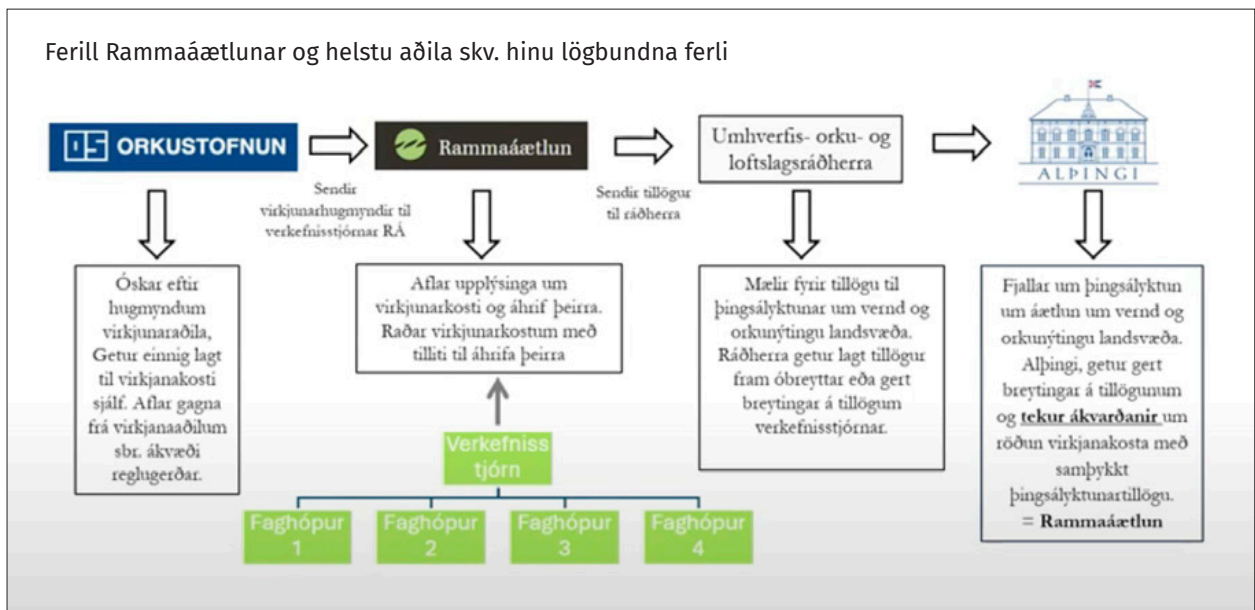 Ferill Rammaáætlunar og helstu aðila skv. hinu lögbundna ferli
OS ORKUSTOFNUN
Sendir
virkjunarhugmyndir til
verkefnisstjórnar RÁ
Rammaáætlun
Sendir tillögur
til ráðherra
Umhverfis- orku- og
loftslagsráðherra
ALÞINGI
Óskar eftir
hugmyndum
virkjunaraðila,
Getur einnig lagt
til virkjanakosti
sjálf. Aflar gagna
frá virkjanaaðilum
sbr. ákvæði
reglugerðar.
Aflar upplýsinga um
virkjunarkosti og áhrif þeirra.
Raðar virkjunarkostum með
tilliti til áhrifa þeirra
Verkefniss
tjórn
Faghópur
1
Faghópur
2
Faghópur
3
Faghópur
4
Mælir fyrir tillögu til
þingsályktunar um vernd og
orkunýtingu landsvæða.
Ráðherra getur lagt tillögur
fram óbreyttar eða gert
breytingar á tillögum
verkefnisstjórnar.
Fjallar um þingsályktun
um áætlun um vernd og
orkunýtingu landsvæða.
Alþingi, getur gert
breytingar á tillögunum
og tekur ákvarðanir um
röðun virkjanakosta með
samþykkt
þingsályktunartillögu.
= Rammaáætlun